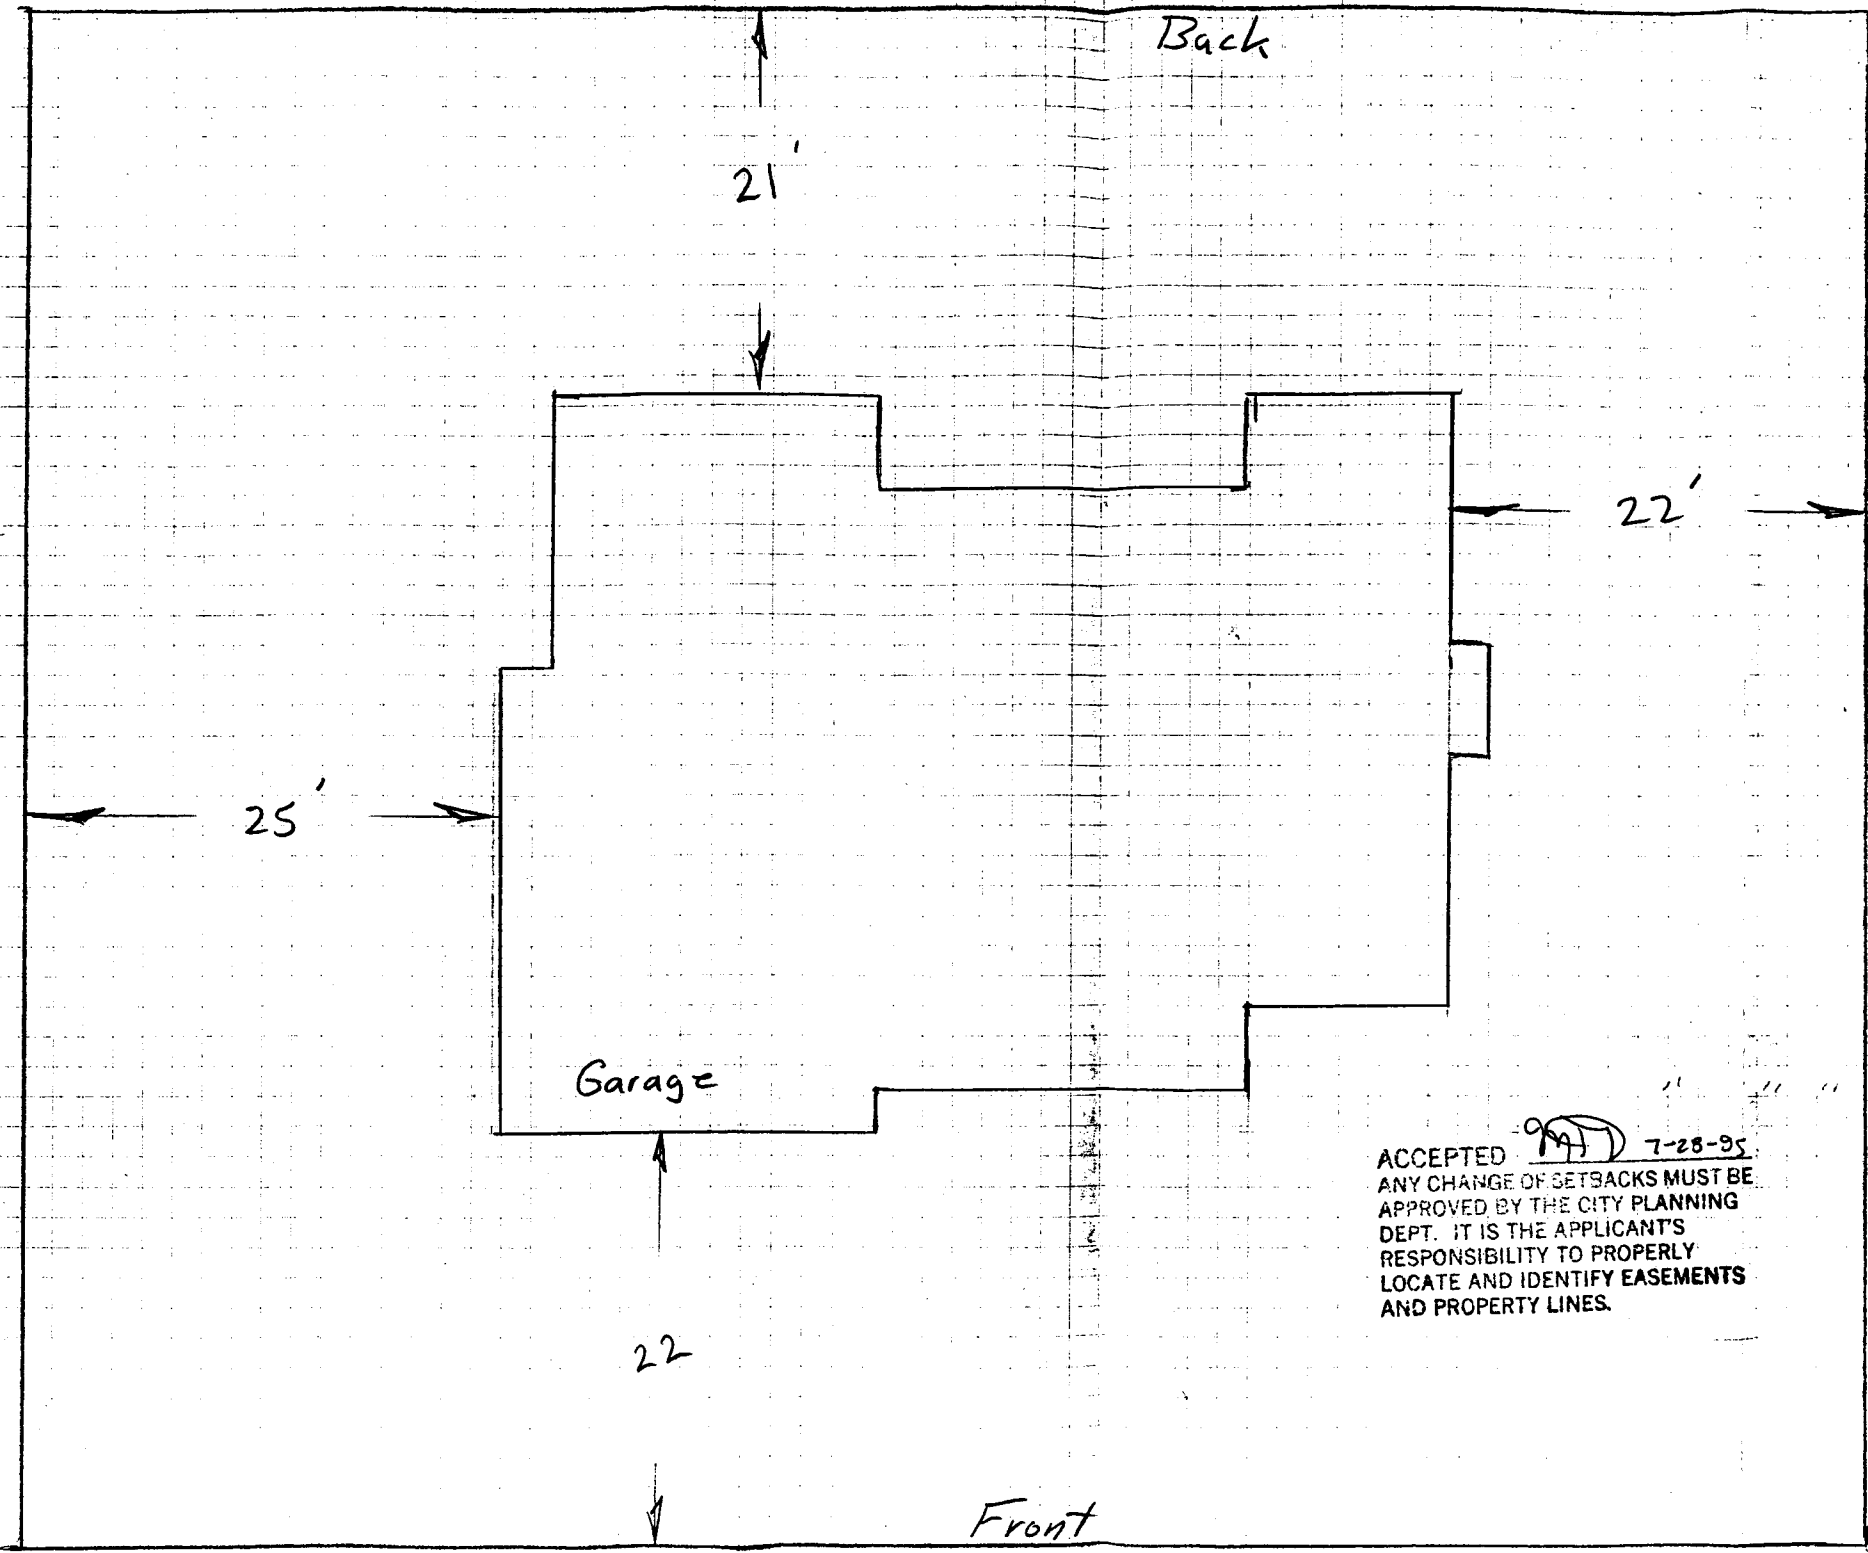 Back
21'
22'
25'
Garage
ACCEPTED 7-28-95
ANY CHANGE OF SETBACKS MUST BE
APPROVED BY THE CITY PLANNING
DEPT. IT IS THE APPLICANT'S
RESPONSIBILITY TO PROPERLY
LOCATE AND IDENTIFY EASEMENTS
AND PROPERTY LINES.
22
Front